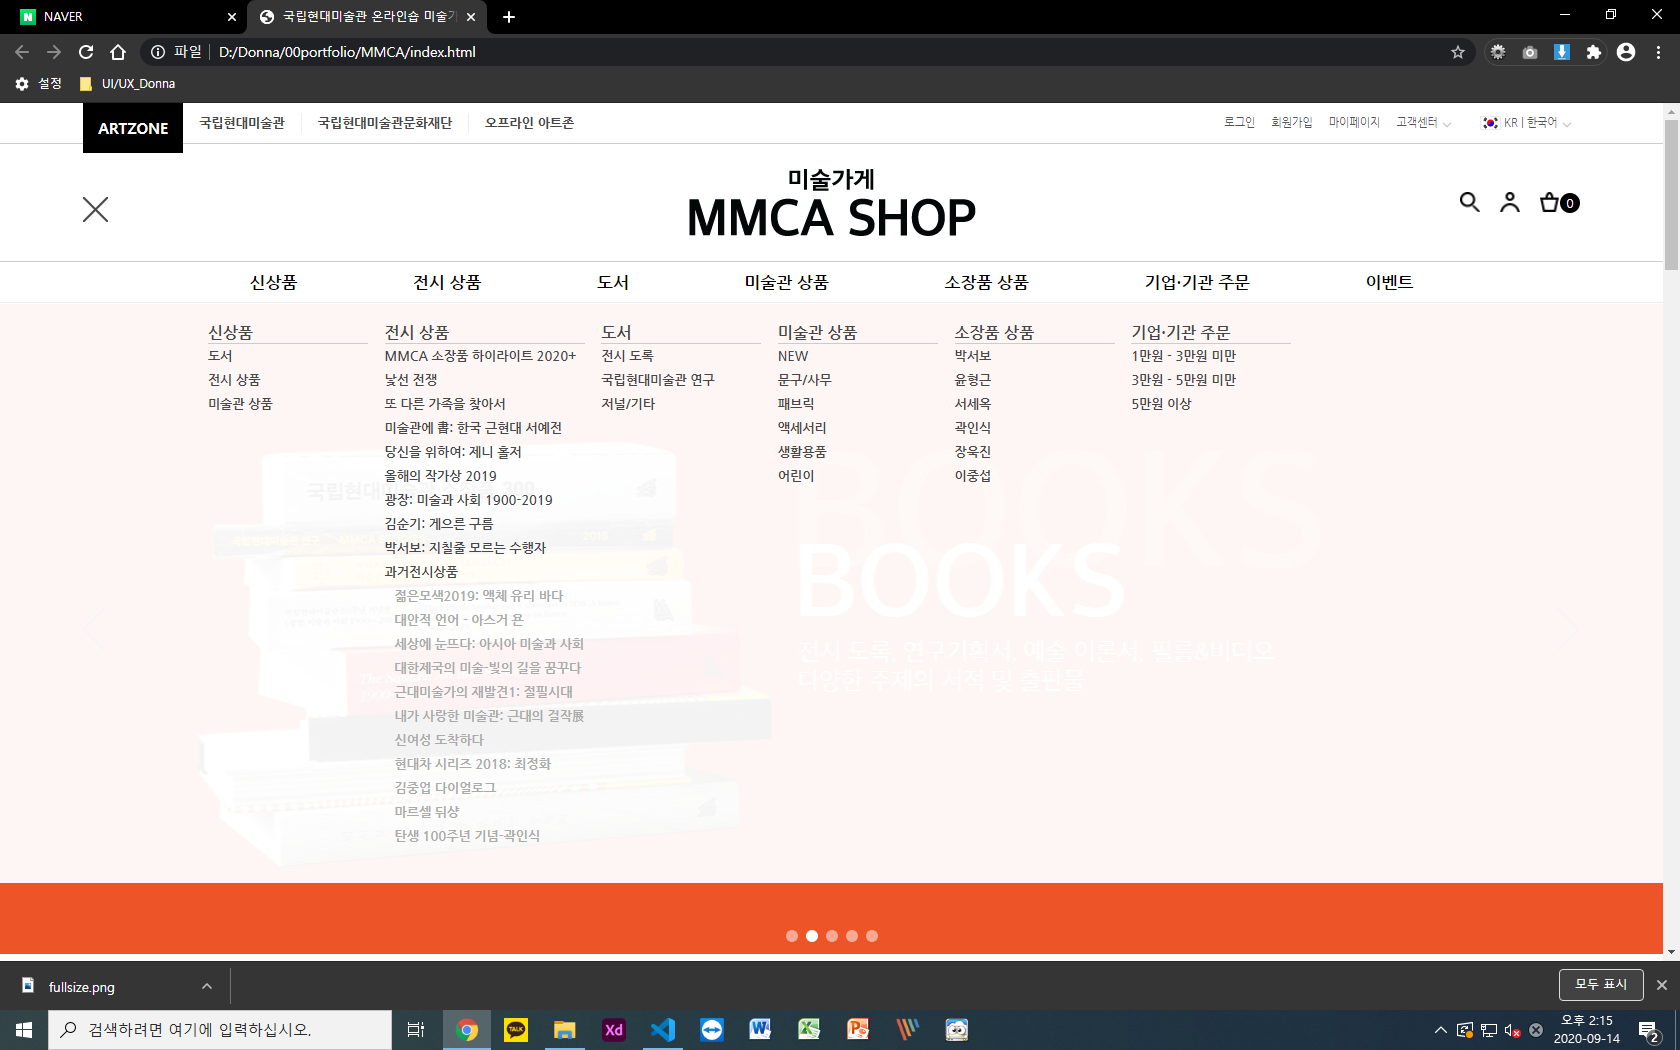 NAVER
국립현대미술관 온라인숍 미술가
파일
D:/Donna/00portfolio/MMCA/index.html
설정
UI/UX_Donna
ARTZONE
국립현대미술관
국립현대미술관문화재단
오프라인 아트존
로그인
회원가입
마이페이지
고객센터
KR | 한국어
미술가게
MMCA SHOP
0
신상품
전시 상품
도서
미술관 상품
소장품 상품
기업·기관 주문
이벤트
신상품
도서
전시 상품
미술관 상품
전시 상품
MMCA 소장품 하이라이트 2020+
낯선 전쟁
또 다른 가족을 찾아서
미술관에 書: 한국 근현대 서예전
당신을 위하여: 제니 홀저
올해의 작가상 2019
광장: 미술과 사회 1900-2019
김순기: 게으른 구름
박서보: 지칠줄 모르는 수행자
과거전시상품
젊은모색2019: 액체 유리 바다
대안적 언어 - 아스거 욘
세상에 눈뜨다: 아시아 미술과 사회
대한제국의 미술-빛의 길을 꿈꾸다
근대미술가의 재발견1: 절필시대
내가 사랑한 미술관: 근대의 걸작展
신여성 도착하다
현대차 시리즈 2018: 최정화
김중업 다이얼로그
마르셀 뒤샹
탄생 100주년 기념-곽인식
도서
전시 도록
국립현대미술관 연구
저널/기타
미술관 상품
NEW
문구/사무
패브릭
액세서리
생활용품
어린이
소장품 상품
박서보
윤형근
서세옥
곽인식
장욱진
이중섭
기업·기관 주문
1만원 - 3만원 미만
3만원 - 5만원 미만
5만원 이상
BOOKS
BOOKS
전시 도록, 연구기획서, 예술 이론서, 필름&비디오
다양한 주제의 서적 및 출판물
fullsize.png
모두 표시
검색하려면 여기에 입력하십시오.
TALK
Xd
오후 2:15
2020-09-14
2